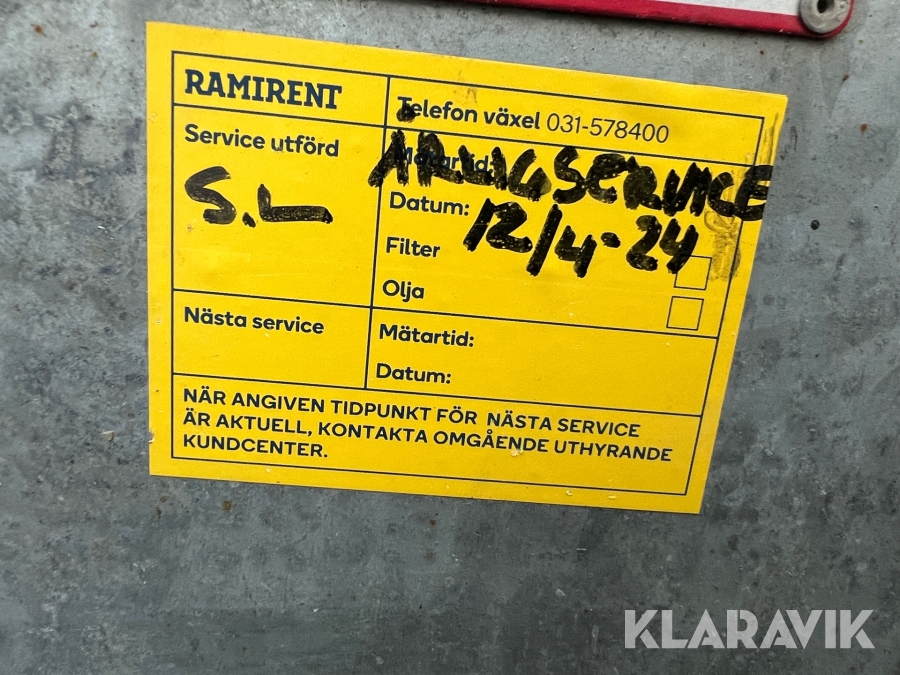 RAMIRENT
Telefon växel 031-578400
Service utförd
S.L
Mätartid:
ÅRLIGSERVICE
Datum: 12/4-24
Filter
Olja
Nästa service
Mätartid:
Datum:
NÄR ANGIVEN TIDPUNKT FÖR NÄSTA SERVICE
ÄR AKTUELL, KONTAKTA OMGÅENDE UTHYRANDE
KUNDCENTER.
KLARAVIK